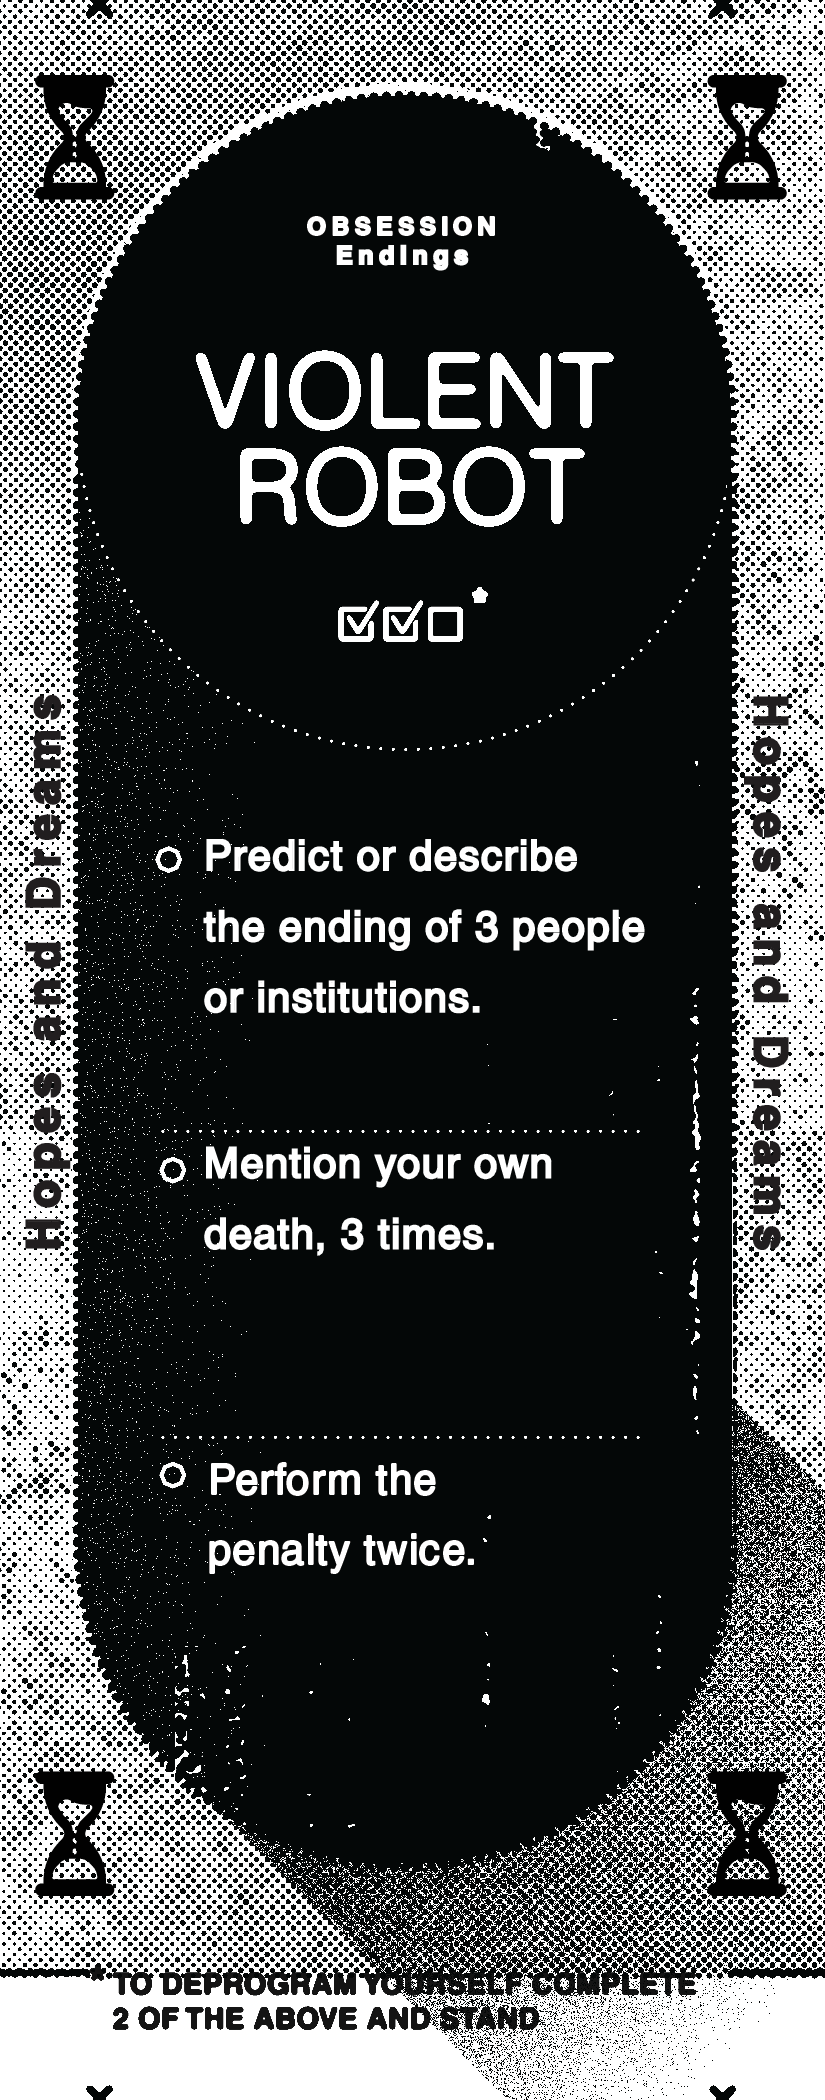 OBSESSION
Endings
VIOLENT
ROBOT
*
Hopes and Dreams
Hopes and Dreams
Predict or describe
the ending of 3 people
or institutions.
Mention your own
death, 3 times.
Perform the
penalty twice.
*TO DEPROGRAM YOURSELF COMPLETE
2 OF THE ABOVE AND STAND